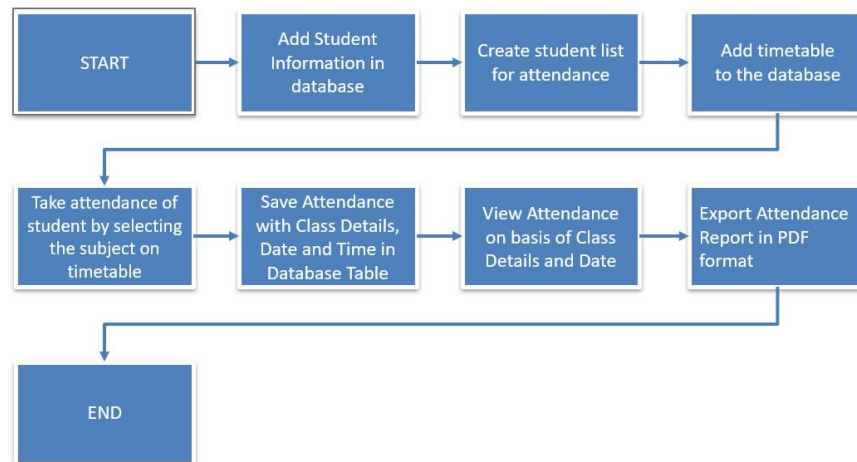 START
Add Student
Information in
database
Create student list
for attendance
Add timetable
to the database
Take attendance of
student by selecting
the subject on
timetable
Save Attendance
with Class Details,
Date and Time in
Database Table
View Attendance
on basis of Class
Details and Date
Export Attendance
Report in PDF
format
END